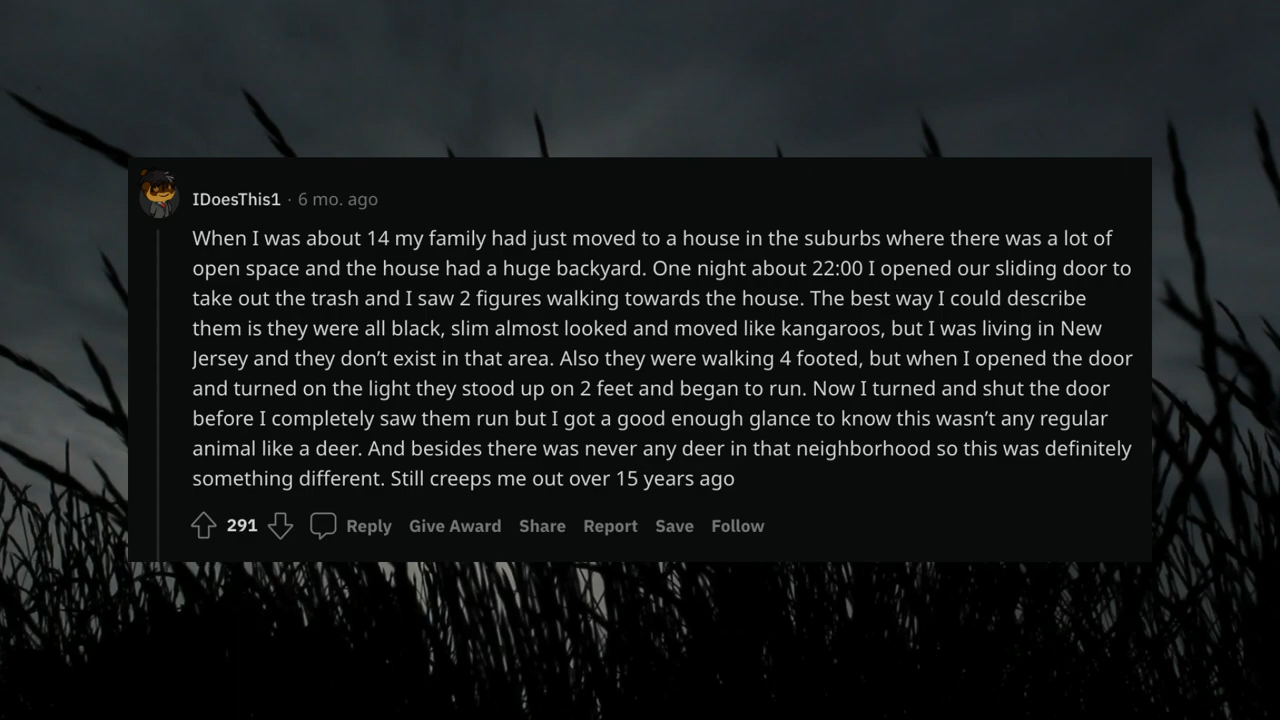 IDoesThis1 · 6 mo. ago
When I was about 14 my family had just moved to a house in the suburbs where there was a lot of
open space and the house had a huge backyard. One night about 22:00 I opened our sliding door to
take out the trash and I saw 2 figures walking towards the house. The best way I could describe
them is they were all black, slim almost looked and moved like kangaroos, but I was living in New
Jersey and they don’t exist in that area. Also they were walking 4 footed, but when I opened the door
and turned on the light they stood up on 2 feet and began to run. Now I turned and shut the door
before I completely saw them run but I got a good enough glance to know this wasn’t any regular
animal like a deer. And besides there was never any deer in that neighborhood so this was definitely
something different. Still creeps me out over 15 years ago
291 Reply Give Award Share Report Save Follow